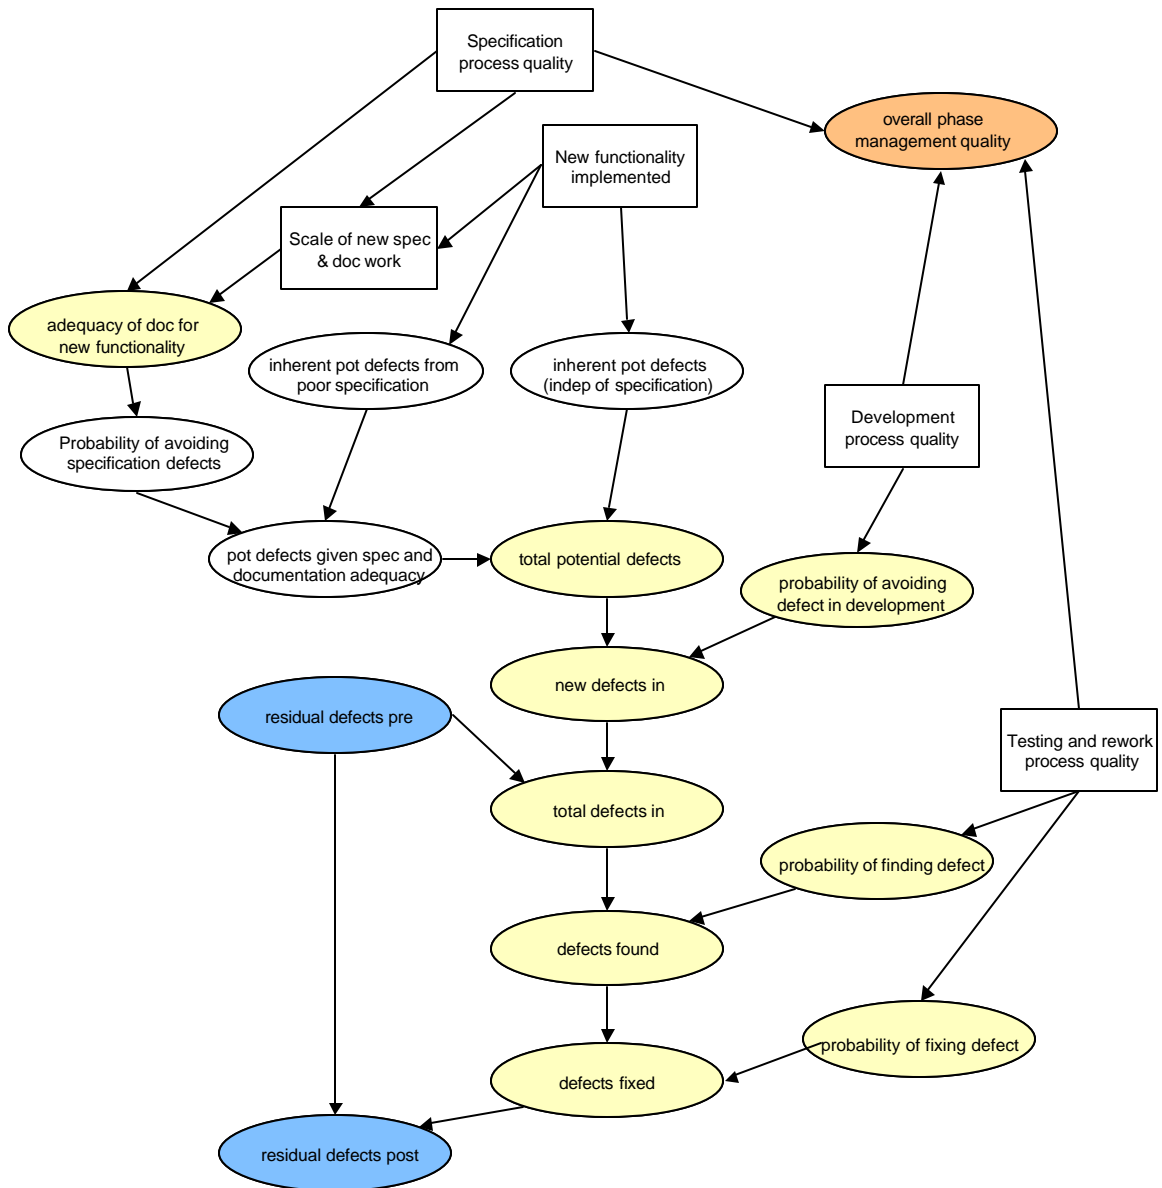 Specification
process quality
overall phase
management quality
New functionality
implemented
Scale of new spec
& doc work
adequacy of doc for
new functionality
inherent pot defects from
poor specification
inherent pot defects
(indep of specification)
Development
process quality
Probability of avoiding
specification defects
pot defects given spec and
documentation adequacy
total potential defects
probability of avoiding
defect in development
new defects in
residual defects pre
Testing and rework
process quality
total defects in
probability of finding defect
defects found
probability of fixing defect
defects fixed
residual defects post